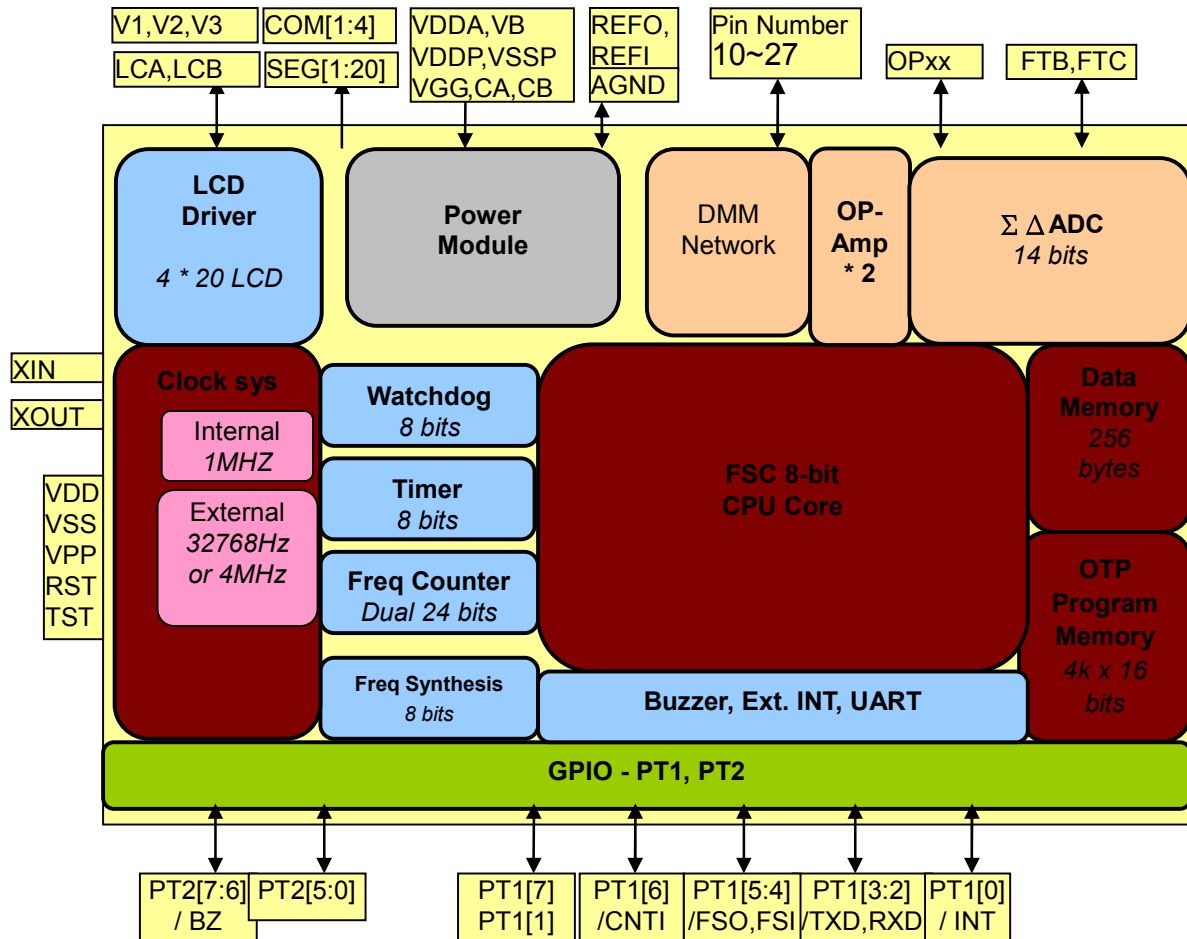 V1,V2,V3
LCA,LCB
COM[1:4]
SEG[1:20]
VDDA,VB
VDDP,VSSP
VGG,CA,CB
REFO,
REFI
AGND
Pin Number
10~27
OPxx
FTB,FTC
LCD
Driver
4 * 20 LCD
Power
Module
DMM
Network
OP-
Amp
* 2
Σ Δ ADC
14 bits
XIN
XOUT
VDD
VSS
VPP
RST
TST
Clock sys
Internal
1MHZ
External
32768Hz
or 4MHz
Watchdog
8 bits
Timer
8 bits
Freq Counter
Dual 24 bits
Freq Synthesis
8 bits
FSC 8-bit
CPU Core
Data
Memory
256
bytes
OTP
Program
Memory
4k x 16
bits
Buzzer, Ext. INT, UART
GPIO - PT1, PT2
PT2[7:6]
/ BZ
PT2[5:0]
PT1[7]
PT1[1]
PT1[6]
/CNTI
PT1[5:4]
/FSO,FSI
PT1[3:2]
/TXD,RXD
PT1[0]
/ INT